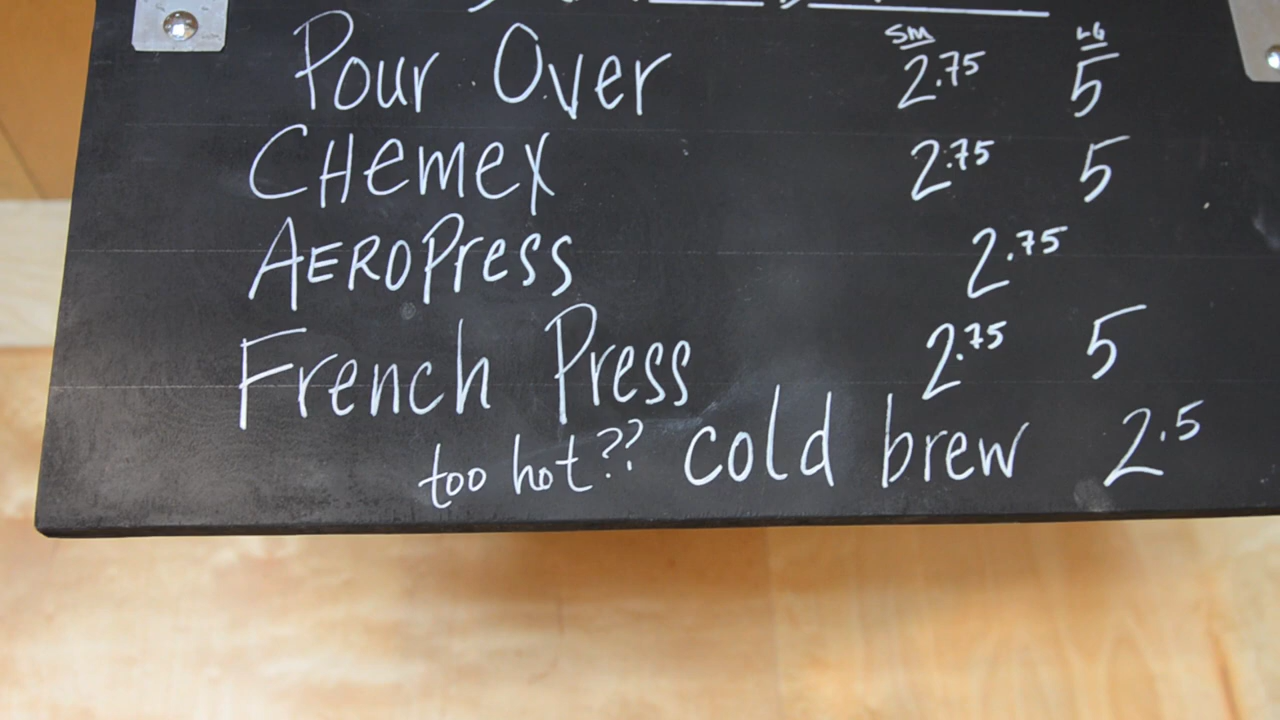 SM LG
Pour Over 2.75 5
CHemex 2.75 5
AEROPress 2.75
French Press 2.75 5
too hot?? cold brew 2.5